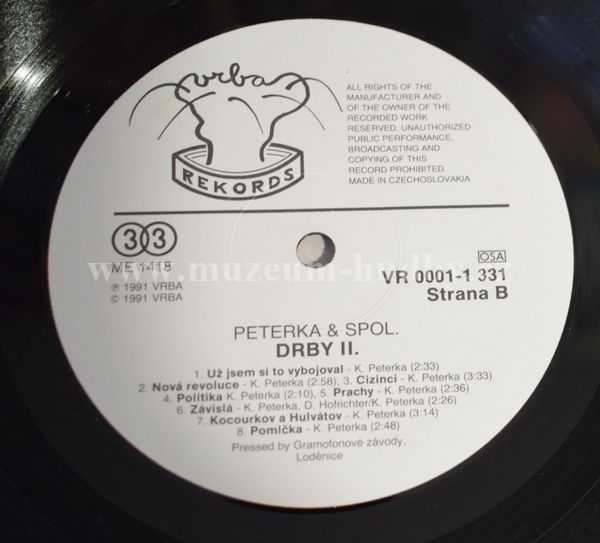 vrba
REKORDS
ALL RIGHTS OF THE
MANUFACTURER AND
OF THE OWNER OF THE
RECORDED WORK
RESERVED. UNAUTHORIZED
PUBLIC PERFORMANCE,
BROADCASTING AND
COPYING OF THIS
RECORD PROHIBITED.
MADE IN CZECHOSLOVAKIA
33
ME 1418
℗ 1991 VRBA
© 1991 VRBA
OSA
VR 0001-1 331
Strana B
www.muzeum-hudby.cz
PETERKA & SPOL.
DRBY II.
1. Už jsem si to vybojoval - K. Peterka (2:33)
2. Nová revoluce - K. Peterka (2:58), 3. Cizinci - K. Peterka (3:33)
4. Politika K. Peterka (2:10), 5. Prachy - K. Peterka
6. Závislá - K. Peterka, D. Hofrichter/K. Peterka (2:26)
7. Kocourkov a Hulvátov - K. Peterka (3:14)
8. Pomlčka - K. Peterka (2:48)
Pressed by Gramofonové závody.
Loděnice